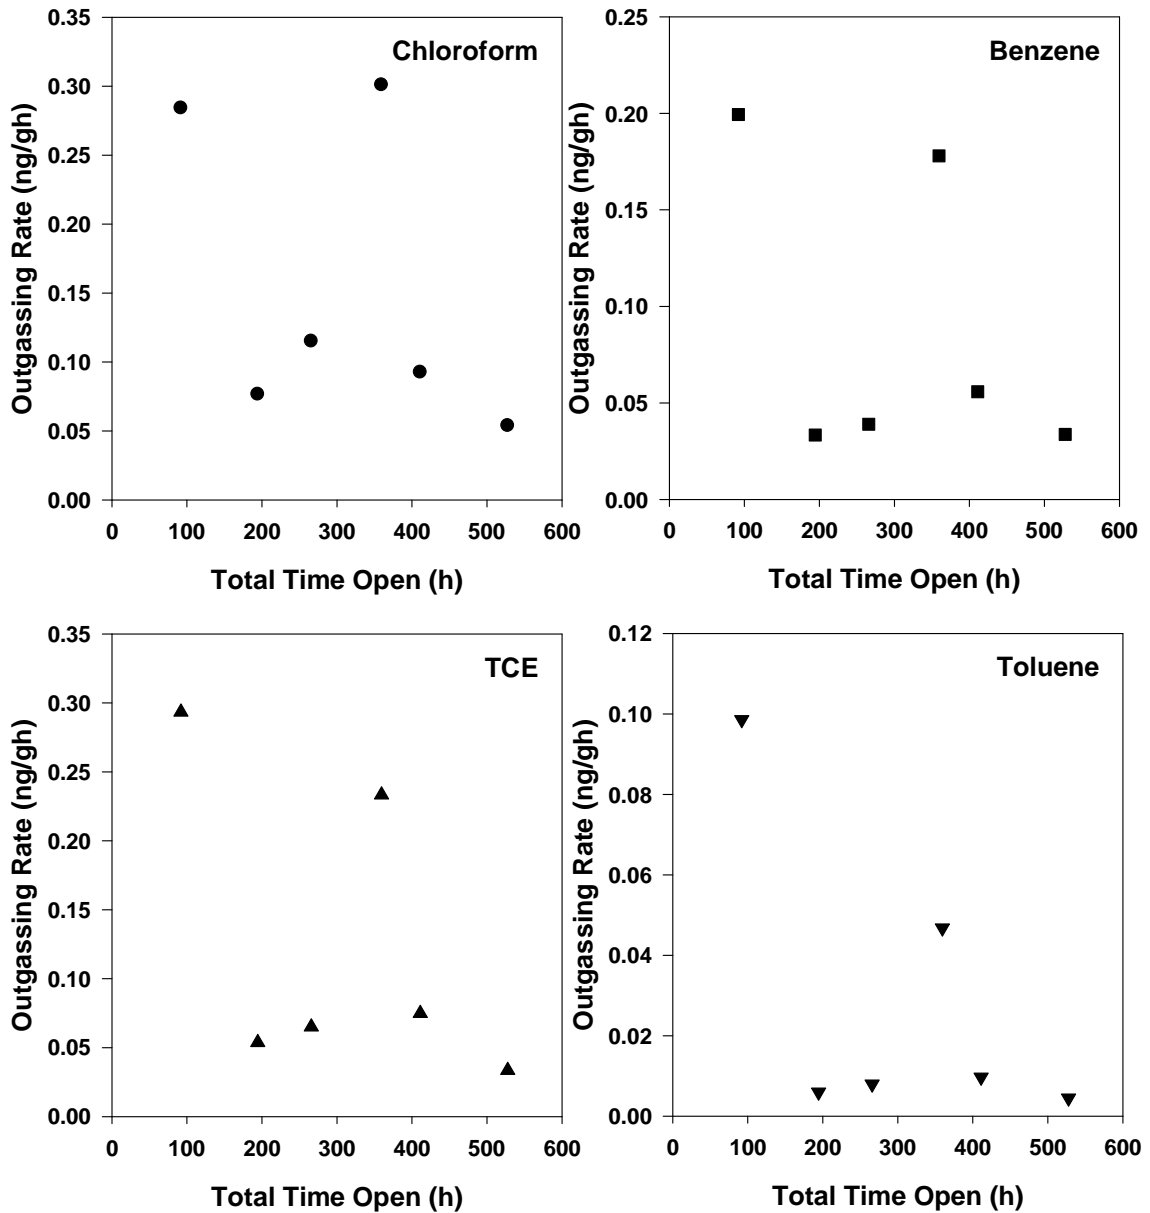 Chloroform
Outgassing Rate (ng/gh)
0.35
0.30
0.25
0.20
0.15
0.10
0.05
0.00
0 100 200 300 400 500 600
Total Time Open (h)
Benzene
Outgassing Rate (ng/gh)
0.25
0.20
0.15
0.10
0.05
0.00
0 100 200 300 400 500 600
Total Time Open (h)
TCE
Outgassing Rate (ng/gh)
0.35
0.30
0.25
0.20
0.15
0.10
0.05
0.00
0 100 200 300 400 500 600
Total Time Open (h)
Toluene
Outgassing Rate (ng/gh)
0.12
0.10
0.08
0.06
0.04
0.02
0.00
0 100 200 300 400 500 600
Total Time Open (h)